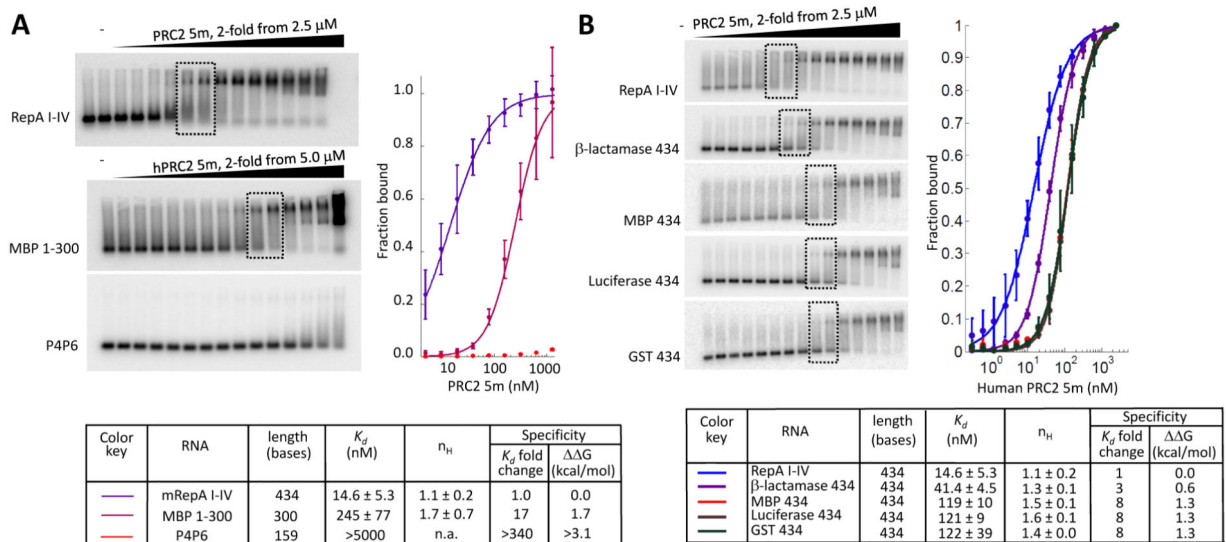 A
- PRC2 5m, 2-fold from 2.5 μM
RepA I-IV
- hPRC2 5m, 2-fold from 5.0 μM
MBP 1-300
P4P6
Fraction bound
1.0
0.8
0.6
0.4
0.2
0.0
10 100 1000
PRC2 5m (nM)
Color key RNA length (bases) Kd (nM) nH Specificity
Kd fold change ΔΔG (kcal/mol)
mRepA I-IV 434 14.6 ± 5.3 1.1 ± 0.2 1.0 0.0
MBP 1-300 300 245 ± 77 1.7 ± 0.7 17 1.7
P4P6 159 >5000 n.a. >340 >3.1
B
- PRC2 5m, 2-fold from 2.5 μM
RepA I-IV
β-lactamase 434
MBP 434
Luciferase 434
GST 434
Fraction bound
1
0.9
0.8
0.7
0.6
0.5
0.4
0.3
0.2
0.1
0
10⁰ 10¹ 10² 10³
Human PRC2 5m (nM)
Color key RNA length (bases) Kd (nM) nH Specificity
Kd fold change ΔΔG (kcal/mol)
RepA I-IV 434 14.6 ± 5.3 1.1 ± 0.2 1 0.0
β-lactamase 434 434 41.4 ± 4.5 1.3 ± 0.1 3 0.6
MBP 434 434 119 ± 10 1.5 ± 0.1 8 1.3
Luciferase 434 434 121 ± 9 1.6 ± 0.1 8 1.3
GST 434 434 122 ± 39 1.4 ± 0.0 8 1.3